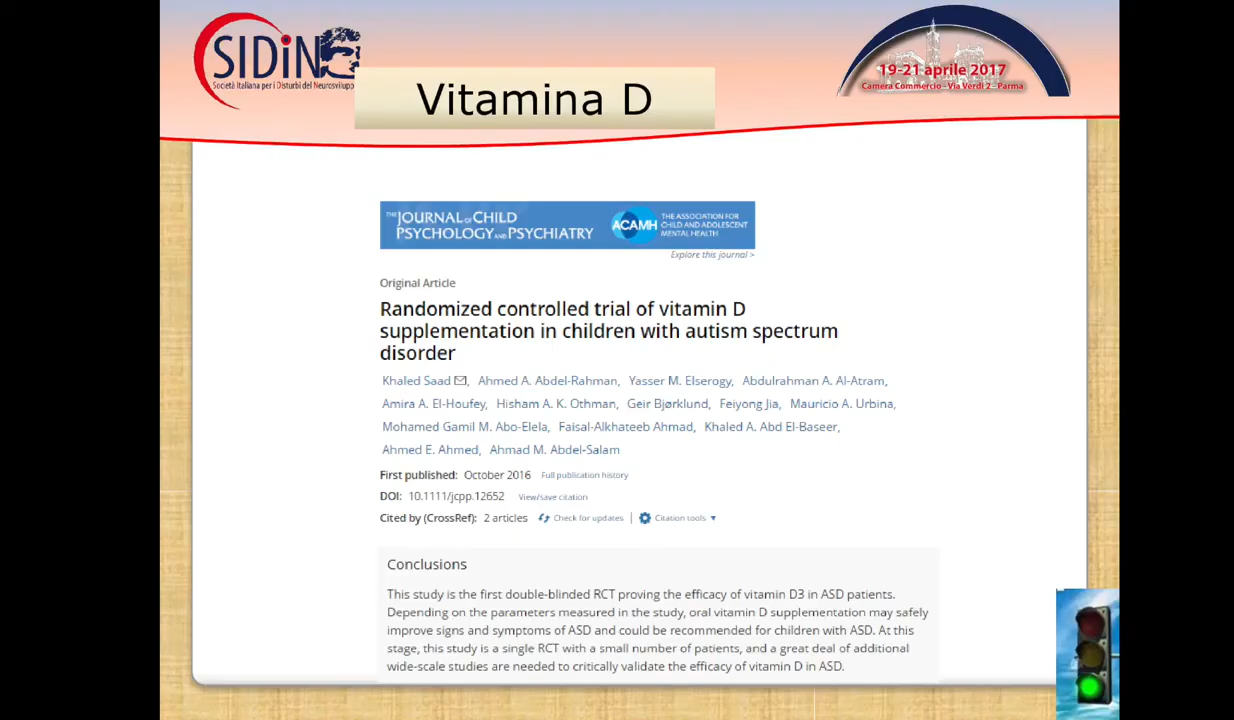 SIDiN
Società Italiana per i Disturbi del Neurosviluppo
19-21 aprile 2017
Camera Commercio - Via Verdi 2 - Parma
Vitamina D
THE JOURNAL OF CHILD
PSYCHOLOGY AND PSYCHIATRY
ACAMH
THE ASSOCIATION FOR
CHILD AND ADOLESCENT
MENTAL HEALTH
Explore this journal >
Original Article
Randomized controlled trial of vitamin D
supplementation in children with autism spectrum
disorder
Khaled Saad, Ahmed A. Abdel-Rahman, Yasser M. Elserogy, Abdulrahman A. Al-Atram,
Amira A. El-Houfey, Hisham A. K. Othman, Geir Bjørklund, Feiyong Jia, Mauricio A. Urbina,
Mohamed Gamil M. Abo-Elela, Faisal-Alkhateeb Ahmad, Khaled A. Abd El-Baseer,
Ahmed E. Ahmed, Ahmad M. Abdel-Salam
First published: October 2016 Full publication history
DOI: 10.1111/jcpp.12652 View/save citation
Cited by (CrossRef): 2 articles Check for updates | Citation tools ▼
Conclusions
This study is the first double-blinded RCT proving the efficacy of vitamin D3 in ASD patients.
Depending on the parameters measured in the study, oral vitamin D supplementation may safely
improve signs and symptoms of ASD and could be recommended for children with ASD. At this
stage, this study is a single RCT with a small number of patients, and a great deal of additional
wide-scale studies are needed to critically validate the efficacy of vitamin D in ASD.